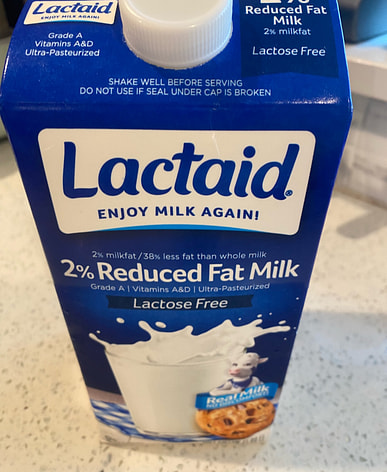 Lactaid
ENJOY MILK AGAIN!
Grade A
Vitamins A&D
Ultra-Pasteurized
Reduced Fat
Milk
2% milkfat
Lactose Free
SHAKE WELL BEFORE SERVING
DO NOT USE IF SEAL UNDER CAP IS BROKEN
Lactaid®
ENJOY MILK AGAIN!
2% milkfat/38% less fat than whole milk
2% Reduced Fat Milk
Grade A | Vitamins A&D | Ultra-Pasteurized
Lactose Free
Real Milk
NO DISCOMFORT!